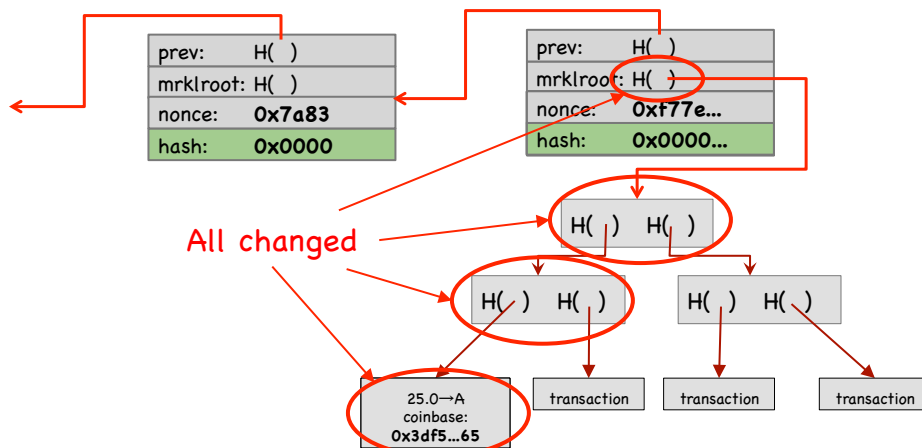 prev: H( )
mrklroot: H( )
nonce: 0x7a83
hash: 0x0000
prev: H( )
mrklroot: H( )
nonce: 0xf77e...
hash: 0x0000...
All changed
H( ) H( )
H( ) H( )
H( ) H( )
25.0→A
coinbase:
0x3df5...65
transaction
transaction
transaction